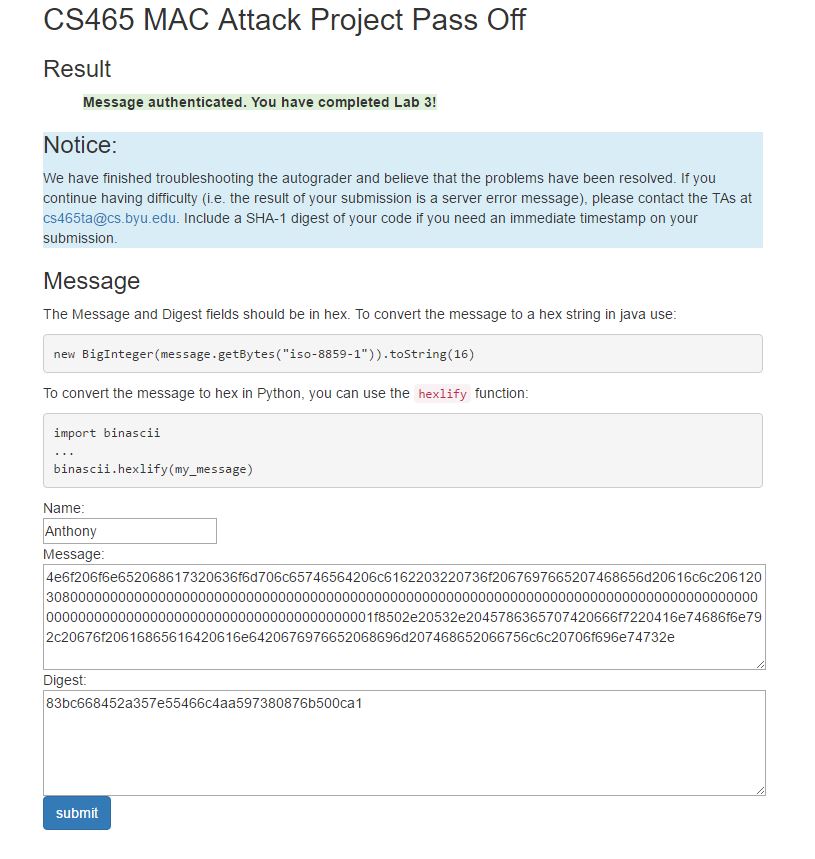 CS465 MAC Attack Project Pass Off
Result
Message authenticated. You have completed Lab 3!
Notice:
We have finished troubleshooting the autograder and believe that the problems have been resolved. If you
continue having difficulty (i.e. the result of your submission is a server error message), please contact the TAs at
cs465ta@cs.byu.edu. Include a SHA-1 digest of your code if you need an immediate timestamp on your
submission.
Message
The Message and Digest fields should be in hex. To convert the message to a hex string in java use:
new BigInteger(message.getBytes("iso-8859-1")).toString(16)
To convert the message to hex in Python, you can use the hexlify function:
import binascii
...
binascii.hexlify(my_message)
Name:
Anthony
Message:
4e6f206f6e652068617320636f6d706c65746564206c6162203220736f2067697665207468656d20616c6c206120
30800000000000000000000000000000000000000000000000000000000000000000000000000000000000000
00000000000000000000000000000000000000001f8502e20532e2045786365707420666f7220416e74686f6e79
2c20676f20616865616420616e6420676976652068696d207468652066756c6c20706f696e74732e
Digest:
83bc668452a357e55466c4aa597380876b500ca1
submit